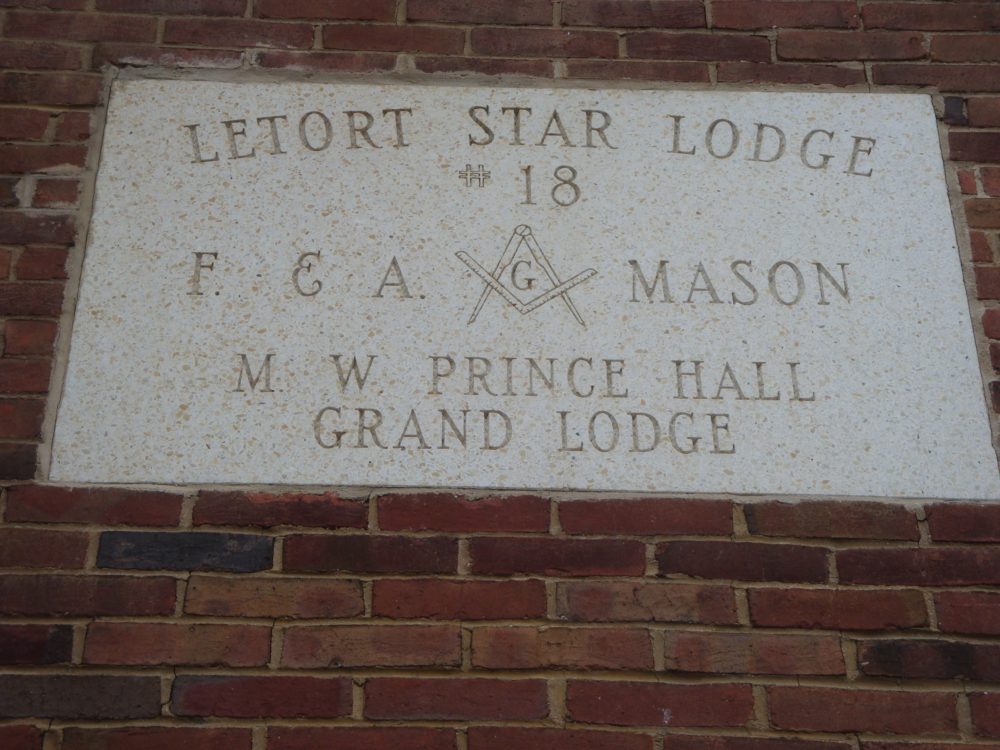 LETORT STAR LODGE
# 18
F. & A. G MASON
M. W. PRINCE HALL
GRAND LODGE